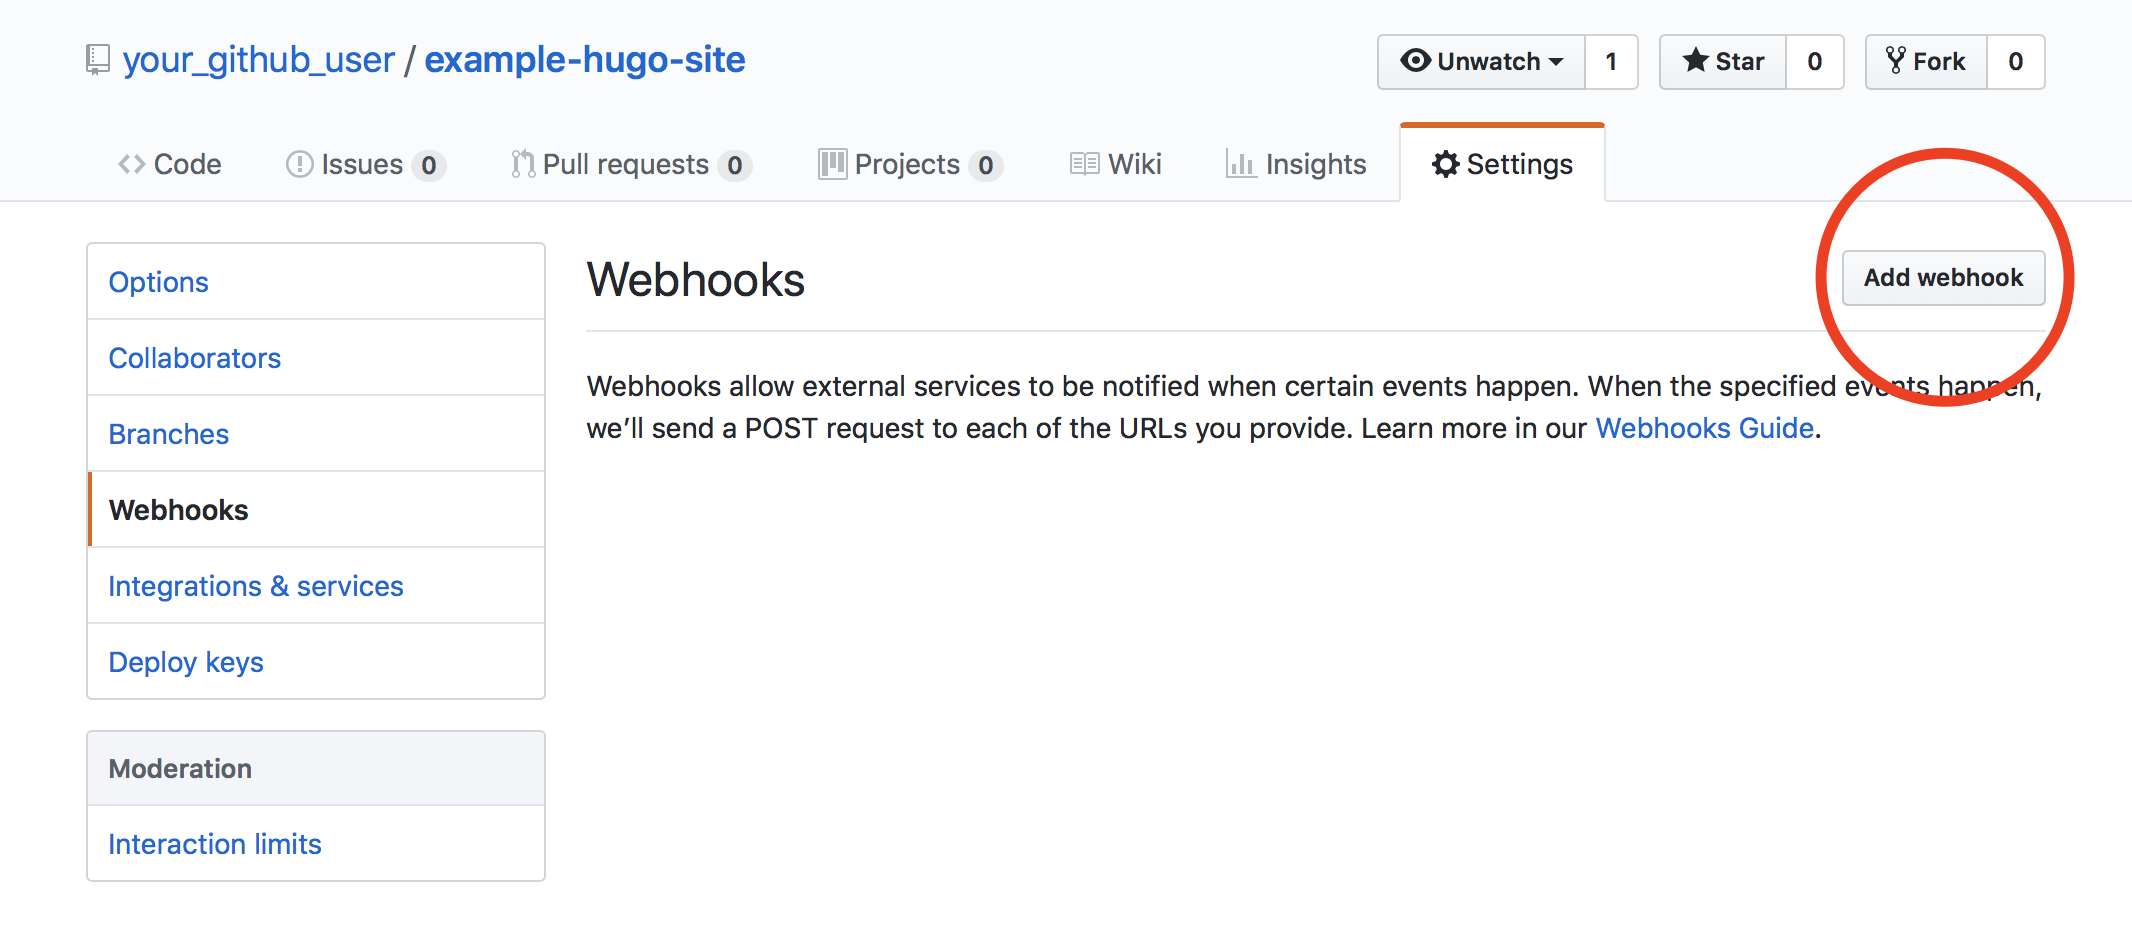 your_github_user / example-hugo-site
Unwatch 1 Star 0 Fork 0
Code Issues 0 Pull requests 0 Projects 0 Wiki Insights Settings
Options
Collaborators
Branches
Webhooks
Integrations & services
Deploy keys
Moderation
Interaction limits
Webhooks
Add webhook
Webhooks allow external services to be notified when certain events happen. When the specified events happen,
we’ll send a POST request to each of the URLs you provide. Learn more in our Webhooks Guide.